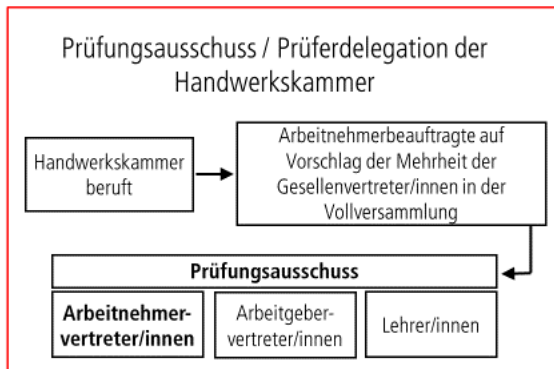 Prüfungsausschuss / Prüferdelegation der
Handwerkskammer
Handwerkskammer
beruft
Arbeitnehmerbeauftragte auf
Vorschlag der Mehrheit der
Gesellenvertreter/innen in der
Vollversammlung
Prüfungsausschuss
Arbeitnehmer-
vertreter/innen
Arbeitgeber-
vertreter/innen
Lehrer/innen